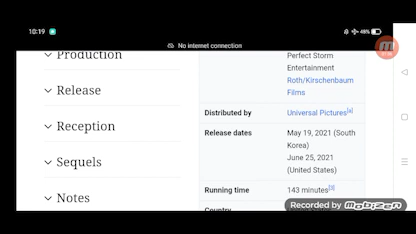 10:19
48%
No internet connection
Production
Release
Reception
Sequels
Notes
Perfect Storm
Entertainment
Roth/Kirschenbaum
Films
Distributed by Universal Pictures[a]
Release dates May 19, 2021 (South
Korea)
June 25, 2021
(United States)
Running time 143 minutes[3]
Country
Recorded by
Mobizen